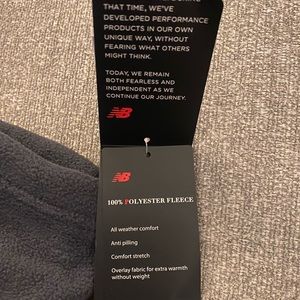 THAT TIME, WE'VE
DEVELOPED PERFORMANCE
PRODUCTS IN OUR OWN
UNIQUE WAY, WITHOUT
FEARING WHAT OTHERS
MIGHT THINK.
TODAY, WE REMAIN
BOTH FEARLESS AND
INDEPENDENT AS WE
CONTINUE OUR JOURNEY.
NB
NB
100% POLYESTER FLEECE
All weather comfort
Anti pilling
Comfort stretch
Overlay fabric for extra warmth
without weight